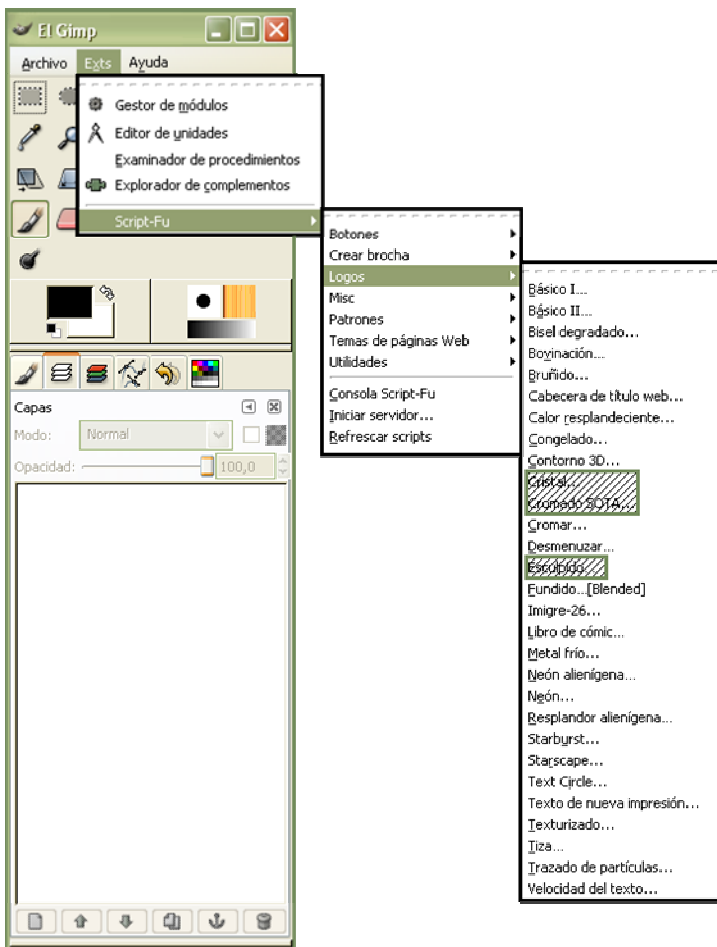 El Gimp
Archivo Exts Ayuda
Gestor de módulos
Editor de unidades
Examinador de procedimientos
Explorador de complementos
Script-Fu
Botones
Crear brocha
Logos
Misc
Patrones
Temas de páginas Web
Utilidades
Consola Script-Fu
Iniciar servidor...
Refrescar scripts
Básico I...
Básico II...
Bisel degradado...
Bovinación...
Bruñido...
Cabecera de título web...
Calor resplandeciente...
Congelado...
Contorno 3D...
Cristal...
Cromado SOTA...
Cromar...
Desmenuzar...
Esculpido...
Fundido...[Blended]
Imigre-26...
Libro de cómic...
Metal frío...
Neón alienígena...
Neón...
Resplandor alienígena...
Starburst...
Starscape...
Text Circle...
Texto de nueva impresión...
Texturizado...
Tiza...
Trazado de partículas...
Velocidad del texto...
Capas
Modo: Normal
Opacidad: 100,0